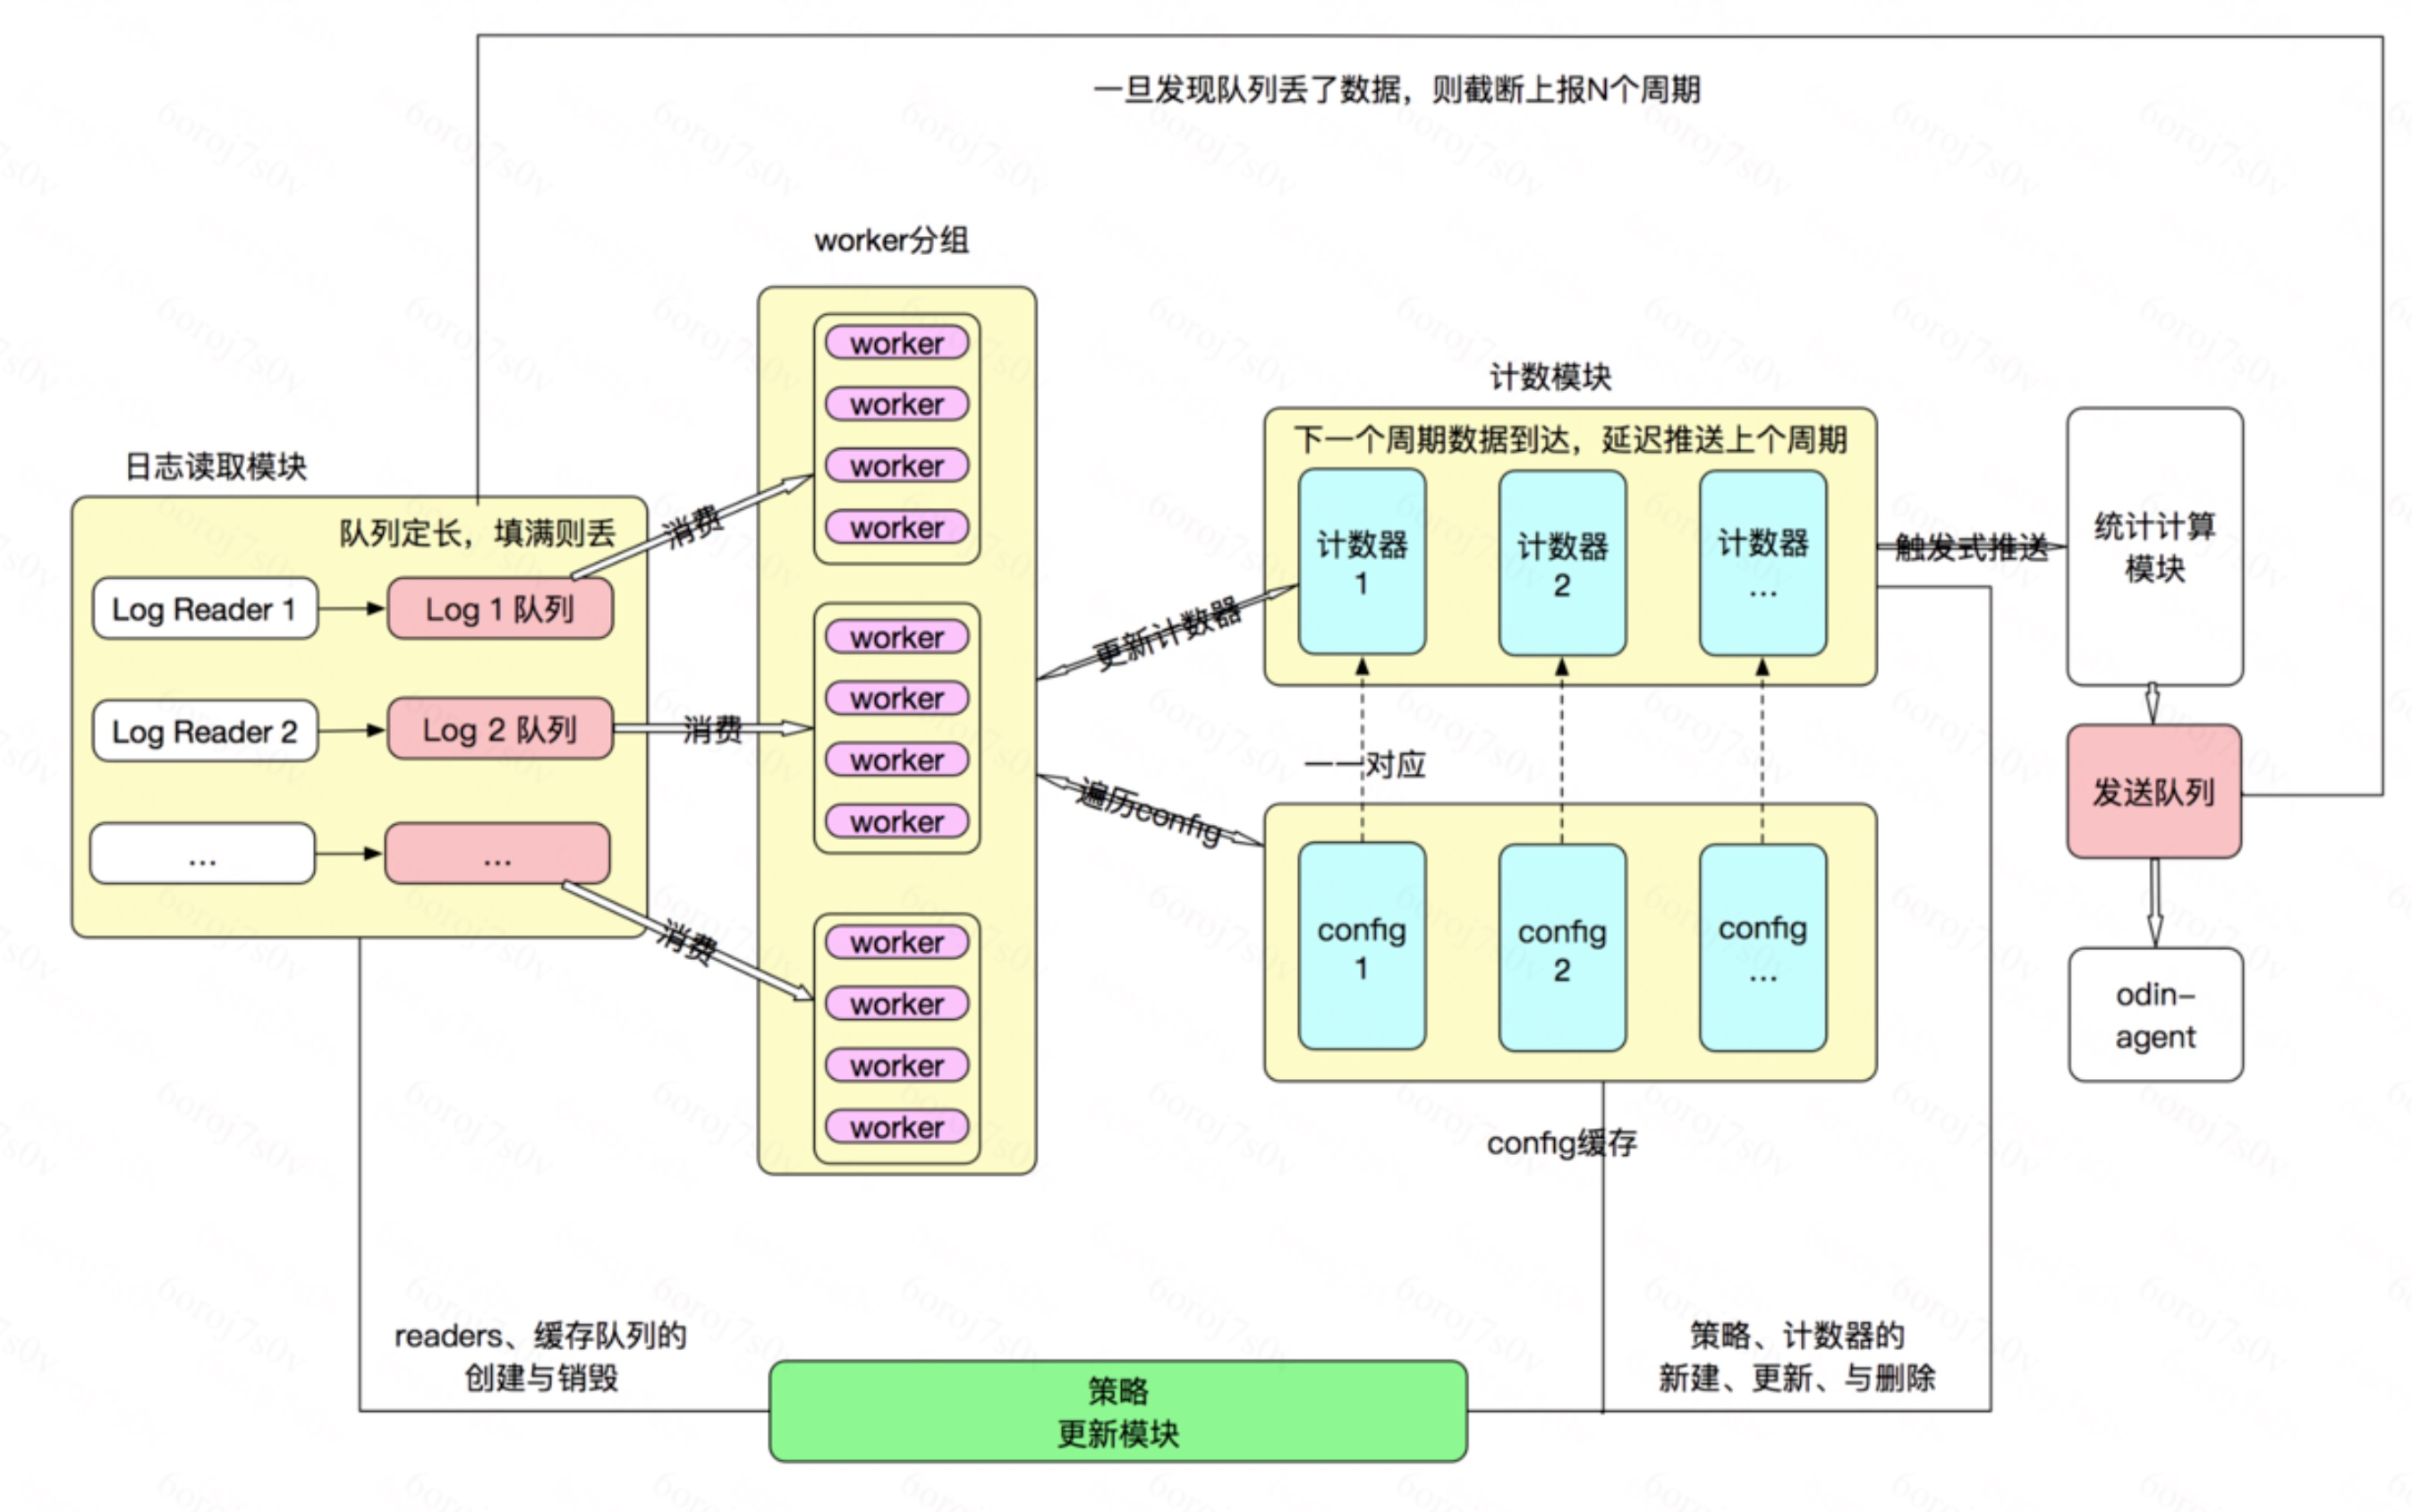 一旦发现队列丢了数据，则截断上报N个周期
worker分组
worker
worker
worker
worker
worker
worker
worker
worker
worker
worker
worker
worker
日志读取模块
队列定长，填满则丢
Log Reader 1
Log 1 队列
Log Reader 2
Log 2 队列
...
...
消费
消费
消费
更新计数器
遍历config
计数模块
下一个周期数据到达，延迟推送上个周期
计数器
1
计数器
2
计数器
...
一一对应
config
1
config
2
config
...
config缓存
触发式推送
统计计算
模块
发送队列
odin-
agent
readers、缓存队列的
创建与销毁
策略
更新模块
策略、计数器的
新建、更新、与删除
6oroj7s0v